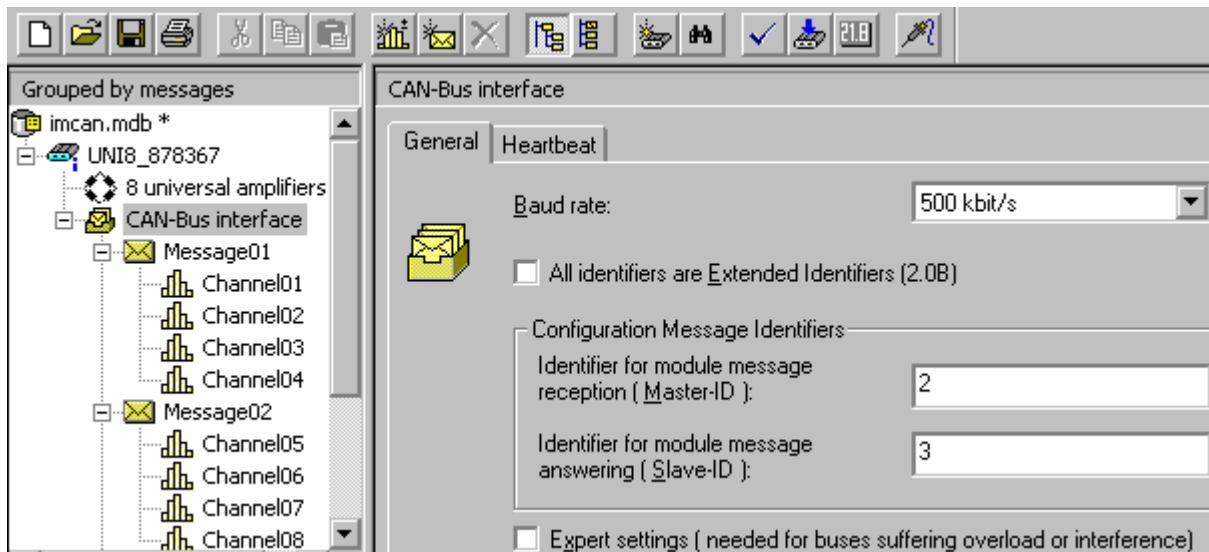 21.8
Grouped by messages
imcan.mdb *
UNI8_878367
8 universal amplifiers
CAN-Bus interface
Message01
Channel01
Channel02
Channel03
Channel04
Message02
Channel05
Channel06
Channel07
Channel08
CAN-Bus interface
General
Heartbeat
Baud rate:
500 kbit/s
All identifiers are Extended Identifiers (2.0B)
Configuration Message Identifiers
Identifier for module message
reception ( Master-ID ):
2
Identifier for module message
answering ( Slave-ID ):
3
Expert settings ( needed for buses suffering overload or interference)